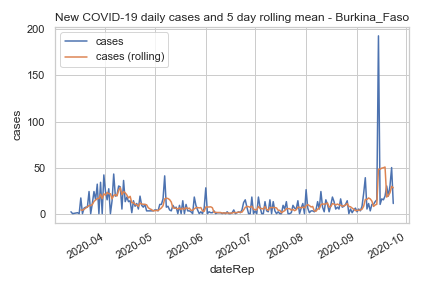 New COVID-19 daily cases and 5 day rolling mean - Burkina_Faso
200
150
100
50
0
cases
cases
cases (rolling)
2020-04
2020-05
2020-06
2020-07
2020-08
2020-09
2020-10
dateRep